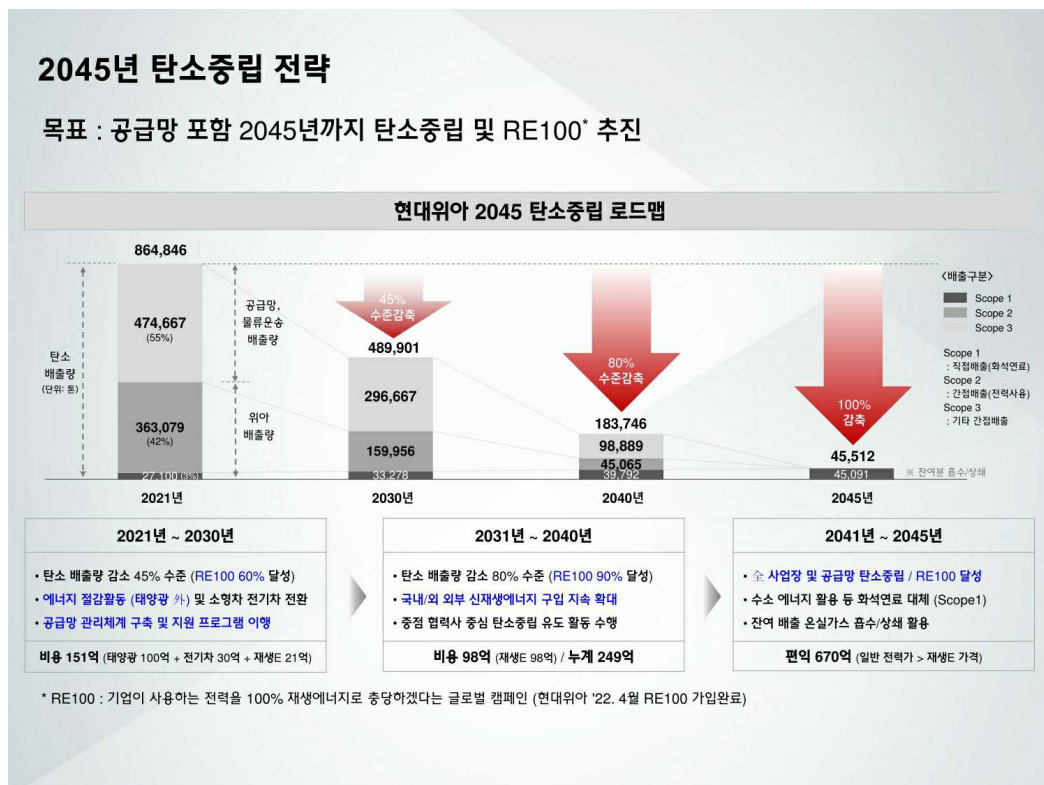 2045년 탄소중립 전략
목표 : 공급망 포함 2045년까지 탄소중립 및 RE100* 추진
현대위아 2045 탄소중립 로드맵
864,846
474,667
(55%)
363,079
(42%)
27,100 (3%)
2021년
탄소
배출량
(단위: 톤)
공급망,
물류운송
배출량
위아
배출량
45%
수준감축
489,901
296,667
159,956
33,278
2030년
80%
수준감축
183,746
98,889
45,065
39,792
2040년
100%
감축
45,512
45,091
2045년
※ 잔여분 흡수/상쇄
<배출구분>
Scope 1
Scope 2
Scope 3
Scope 1
: 직접배출(화석연료)
Scope 2
: 간접배출(전력사용)
Scope 3
: 기타 간접배출
2021년 ~ 2030년
• 탄소 배출량 감소 45% 수준 (RE100 60% 달성)
• 에너지 절감활동 (태양광 外) 및 소형차 전기차 전환
• 공급망 관리체계 구축 및 지원 프로그램 이행
비용 151억 (태양광 100억 + 전기차 30억 + 재생E 21억)
2031년 ~ 2040년
• 탄소 배출량 감소 80% 수준 (RE100 90% 달성)
• 국내/외 외부 신재생에너지 구입 지속 확대
• 중점 협력사 중심 탄소중립 유도 활동 수행
비용 98억 (재생E 98억) / 누계 249억
2041년 ~ 2045년
• 全 사업장 및 공급망 탄소중립 / RE100 달성
• 수소 에너지 활용 등 화석연료 대체 (Scope1)
• 잔여 배출 온실가스 흡수/상쇄 활용
편익 670억 (일반 전력가 > 재생E 가격)
* RE100 : 기업이 사용하는 전력을 100% 재생에너지로 충당하겠다는 글로벌 캠페인 (현대위아 '22. 4월 RE100 가입완료)